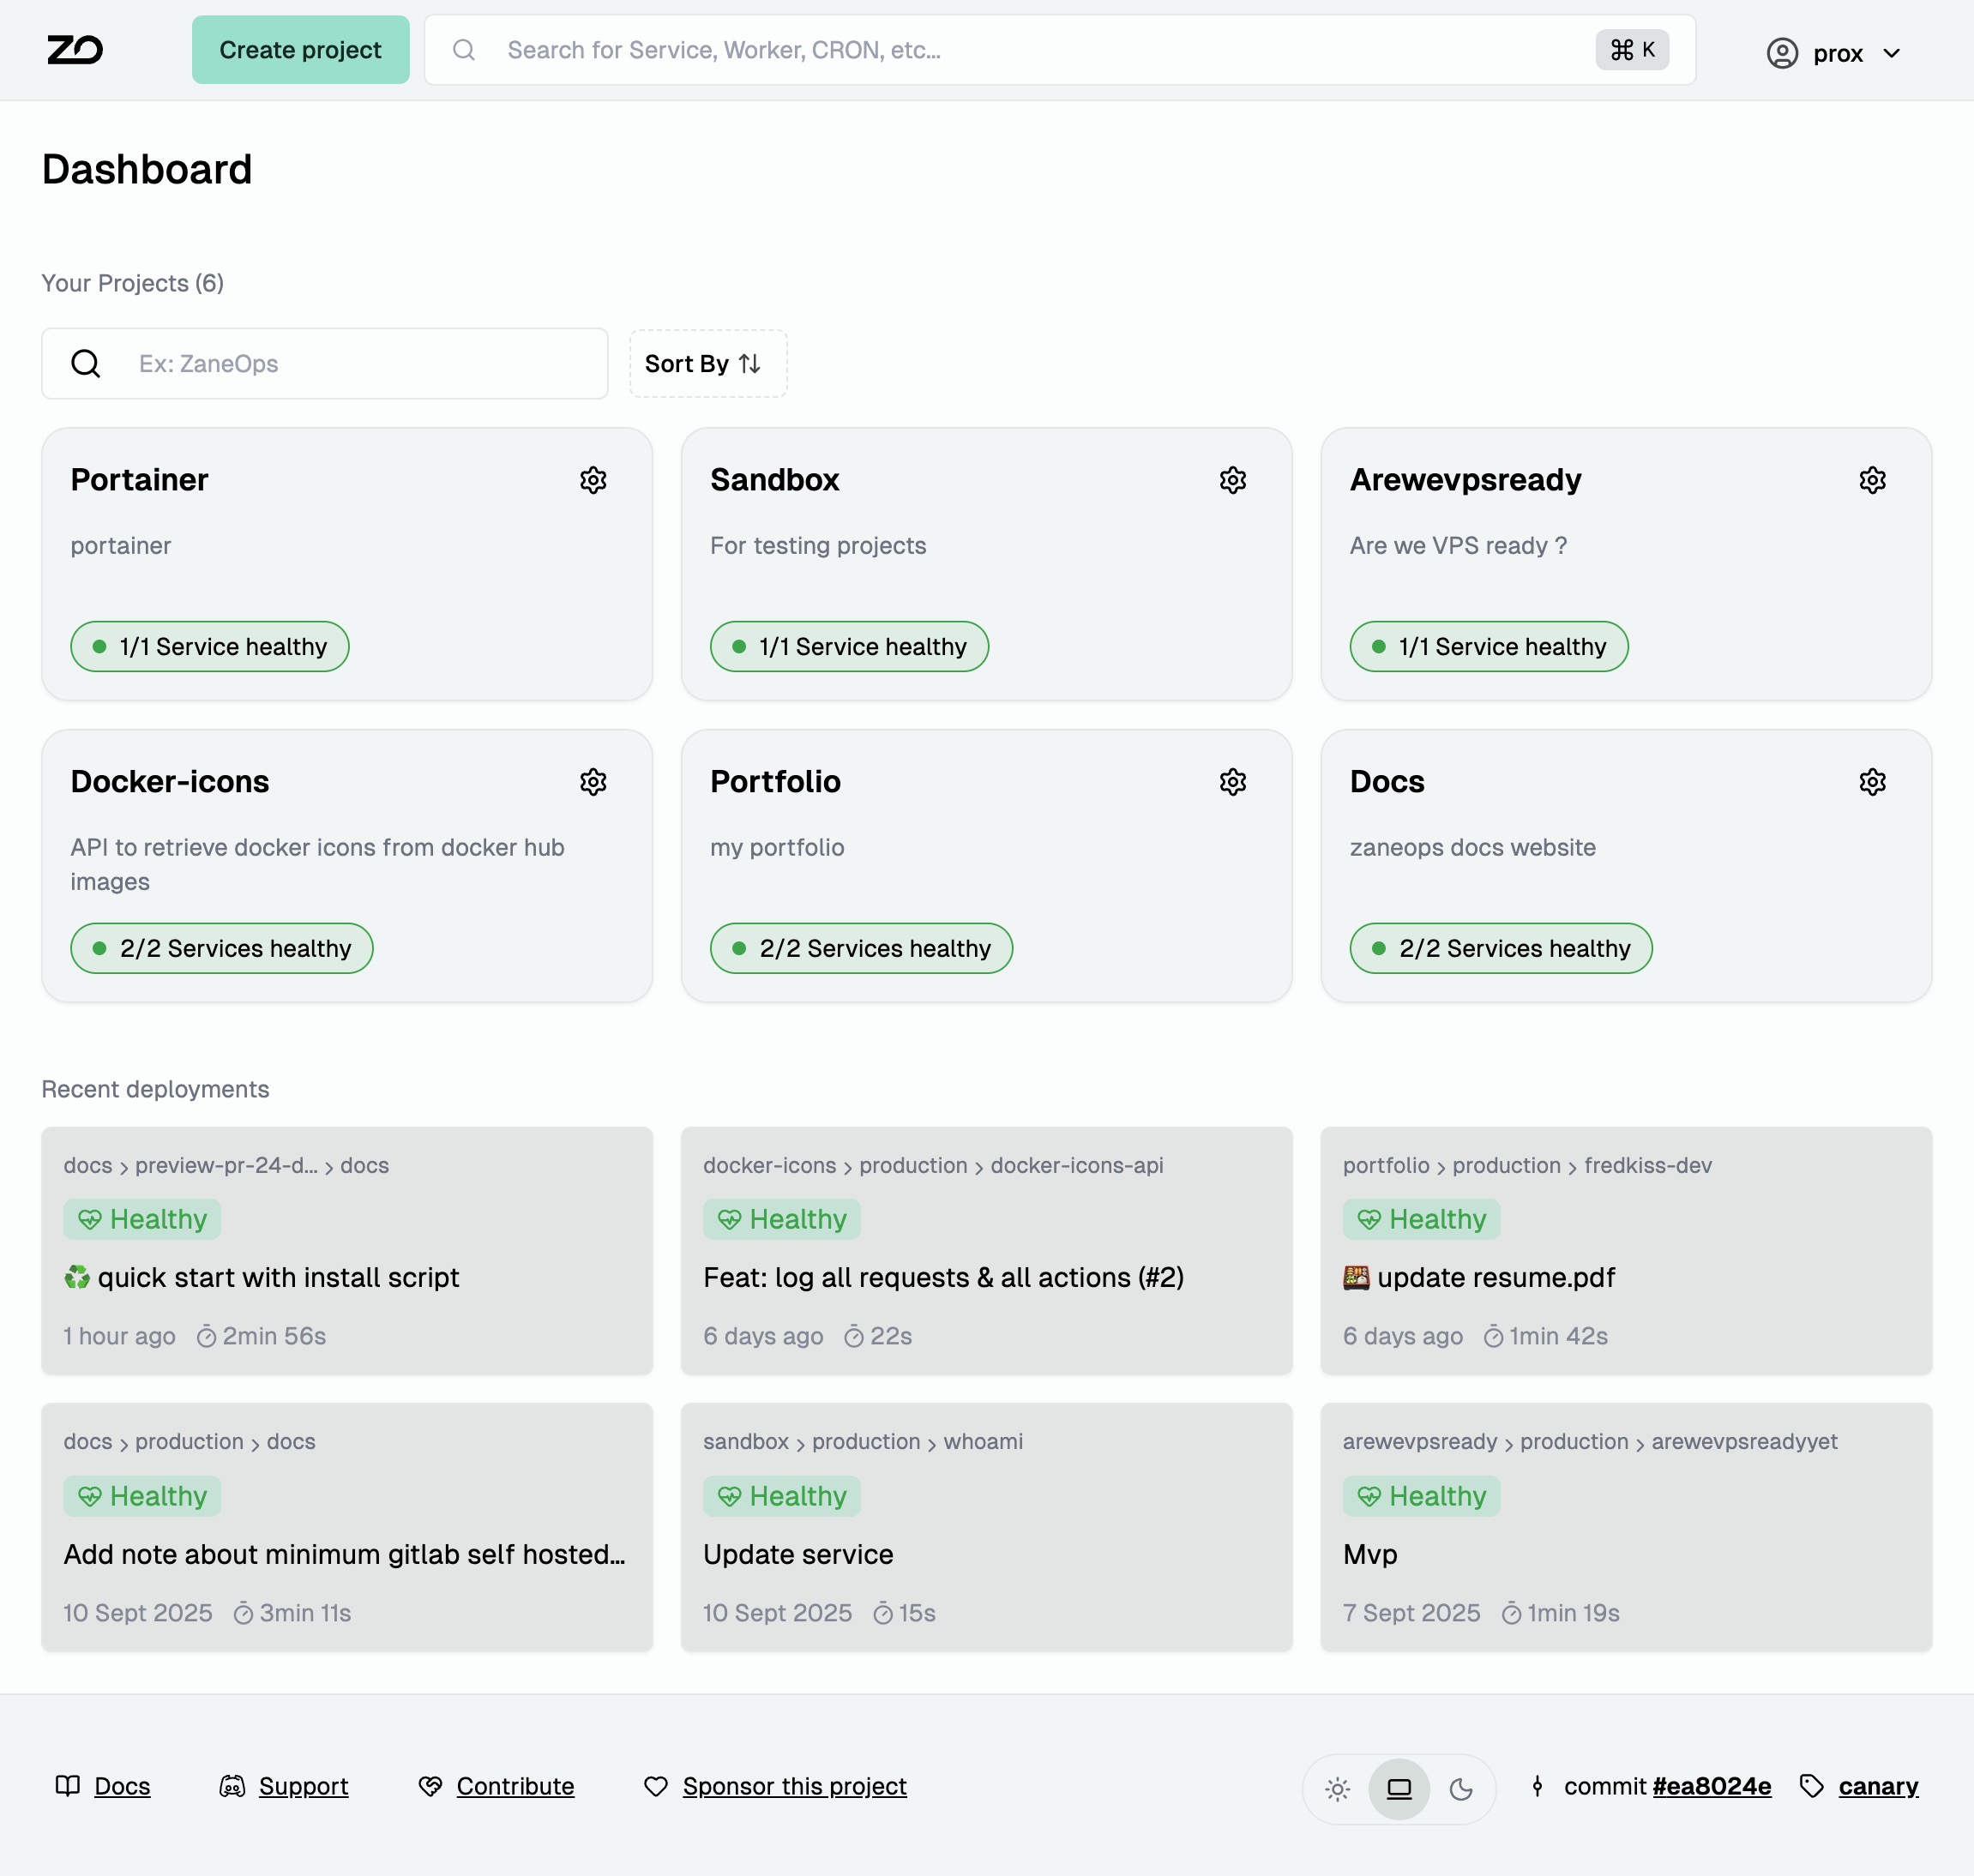 ZO
Create project
Search for Service, Worker, CRON, etc...
⌘ K
prox
Dashboard
Your Projects (6)
Ex: ZaneOps
Sort By
Portainer
portainer
1/1 Service healthy
Sandbox
For testing projects
1/1 Service healthy
Arewevpsready
Are we VPS ready ?
1/1 Service healthy
Docker-icons
API to retrieve docker icons from docker hub
images
2/2 Services healthy
Portfolio
my portfolio
2/2 Services healthy
Docs
zaneops docs website
2/2 Services healthy
Recent deployments
docs > preview-pr-24-d... > docs
Healthy
♻️ quick start with install script
1 hour ago 2min 56s
docker-icons > production > docker-icons-api
Healthy
Feat: log all requests & all actions (#2)
6 days ago 22s
portfolio > production > fredkiss-dev
Healthy
🍱 update resume.pdf
6 days ago 1min 42s
docs > production > docs
Healthy
Add note about minimum gitlab self hosted...
10 Sept 2025 3min 11s
sandbox > production > whoami
Healthy
Update service
10 Sept 2025 15s
arewevpsready > production > arewevpsreadyyet
Healthy
Mvp
7 Sept 2025 1min 19s
Docs
Support
Contribute
Sponsor this project
commit #ea8024e
canary